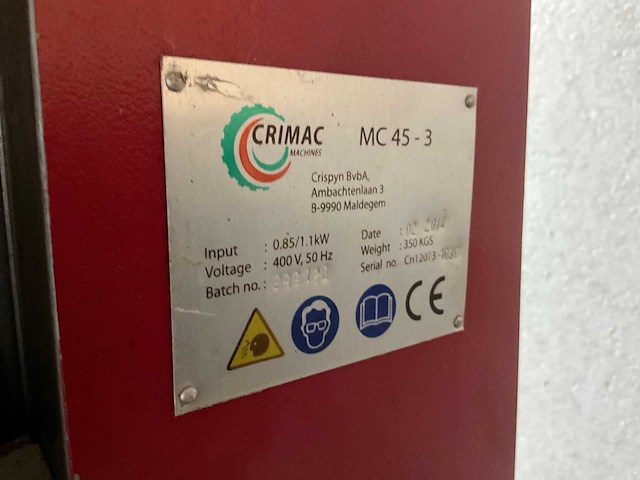 CRIMAC
MACHINES
MC 45 - 3
Crispyn BvbA,
Ambachtenlaan 3
B-9990 Maldegem
Input : 0.85/1.1kW
Voltage : 400 V, 50 Hz
Batch no. :
Date :
Weight : 350 KGS
Serial no. Cn12073 -
CE